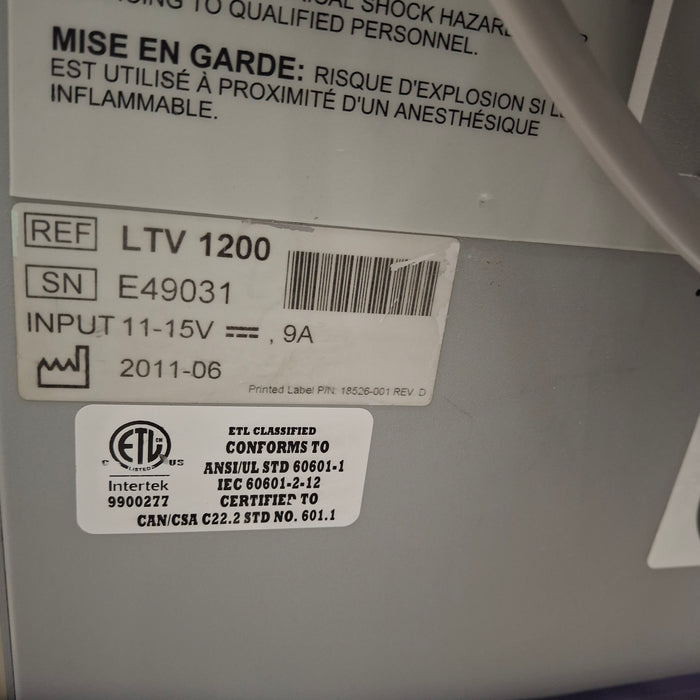 SHOCK HAZARD
TO QUALIFIED PERSONNEL.
MISE EN GARDE: RISQUE D'EXPLOSION SI
EST UTILISÉ À PROXIMITÉ D'UN ANESTHÉSIQUE
INFLAMMABLE.
REF LTV 1200
SN E49031
INPUT 11-15V ⎓, 9A
2011-06
Printed Label P/N: 18526-001 REV D
ETL CM
LISTED
C US
Intertek
9900277
ETL CLASSIFIED
CONFORMS TO
ANSI/UL STD 60601-1
IEC 60601-2-12
CERTIFIED TO
CAN/CSA C22.2 STD NO. 601.1